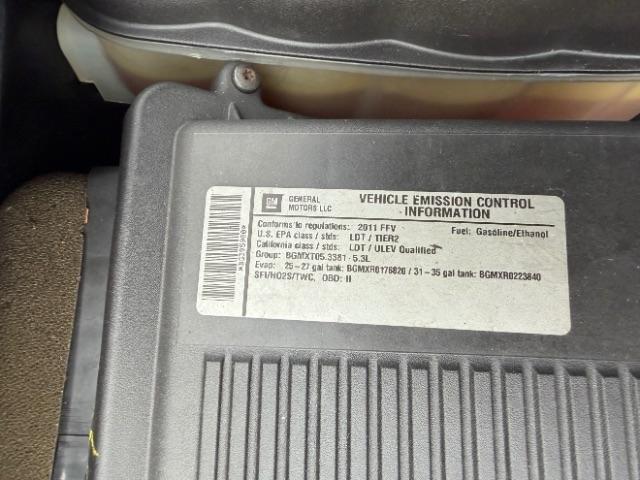 GM
GENERAL MOTORS LLC
VEHICLE EMISSION CONTROL INFORMATION
Conforms to regulations: 2011 FFV Fuel: Gasoline/Ethanol
U.S. EPA class / stds: LDT / TIER2
California class / stds: LDT / ULEV Qualified
Group: BGMXT05.3381 5.3L
Evap: 25-27 gal tank: BGMXR0176820 / 31-35 gal tank: BGMXR0223840
SFI/HO2S/TWC, OBD: II